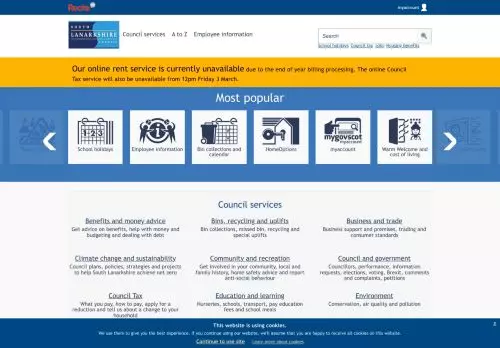 Recite
myaccount
SOUTH
LANARKSHIRE
COUNCIL
Council services
A to Z
Employee information
Search
school holidays
Council tax
jobs
Housing benefits
Our online rent service is currently unavailable due to the end of year billing processing. The online Council
Tax service will also be unavailable from 12pm Friday 3 March.
Most popular
1 2 3
School holidays
Employee information
Bin collections and
calendar
HomeOptions
mygovscot
myaccount
myaccount
Warm Welcome and
cost of living
Council services
Benefits and money advice
Get advice on benefits, help with money and
budgeting and dealing with debt
Bins, recycling and uplifts
Bin collections, missed bin, recycling and
special uplifts
Business and trade
Business support and premises, trading and
consumer standards
Climate change and sustainability
Council plans, policies, strategies and projects
to help South Lanarkshire achieve net zero
Community and recreation
Get involved in your community, local and
family history, home safety advice and report
anti-social behaviour
Council and government
Councillors, performance, information
requests, elections, voting, Brexit, comments
and complaints, petitions
Council Tax
What you pay, how to pay, apply for a
reduction and tell us about a change to your
household
Education and learning
Nurseries, schools, transport, pay education
fees and school meals
Environment
Conservation, air quality and pollution
This website is using cookies.
We use them to give you the best experience. If you continue using our website, we'll assume that you are happy to receive all cookies on this website.
Continue to use site
Learn more about cookies
x